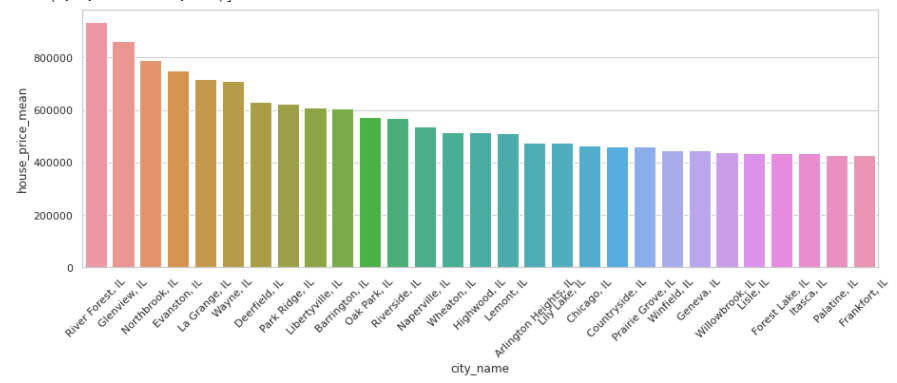 800000
600000
400000
200000
0
house_price_mean
River Forest, IL
Glenview, IL
Northbrook, IL
Evanston, IL
La Grange, IL
Wayne, IL
Deerfield, IL
Park Ridge, IL
Libertyville, IL
Barrington, IL
Oak Park, IL
Riverside, IL
Naperville, IL
Wheaton, IL
Highwood, IL
Lemont, IL
Arlington Heights, IL
Lily Lake, IL
Chicago, IL
Countryside, IL
Prairie Grove, IL
Winfield, IL
Geneva, IL
Willowbrook, IL
Lisle, IL
Forest Lake, IL
Itasca, IL
Palatine, IL
Frankfort, IL
city_name